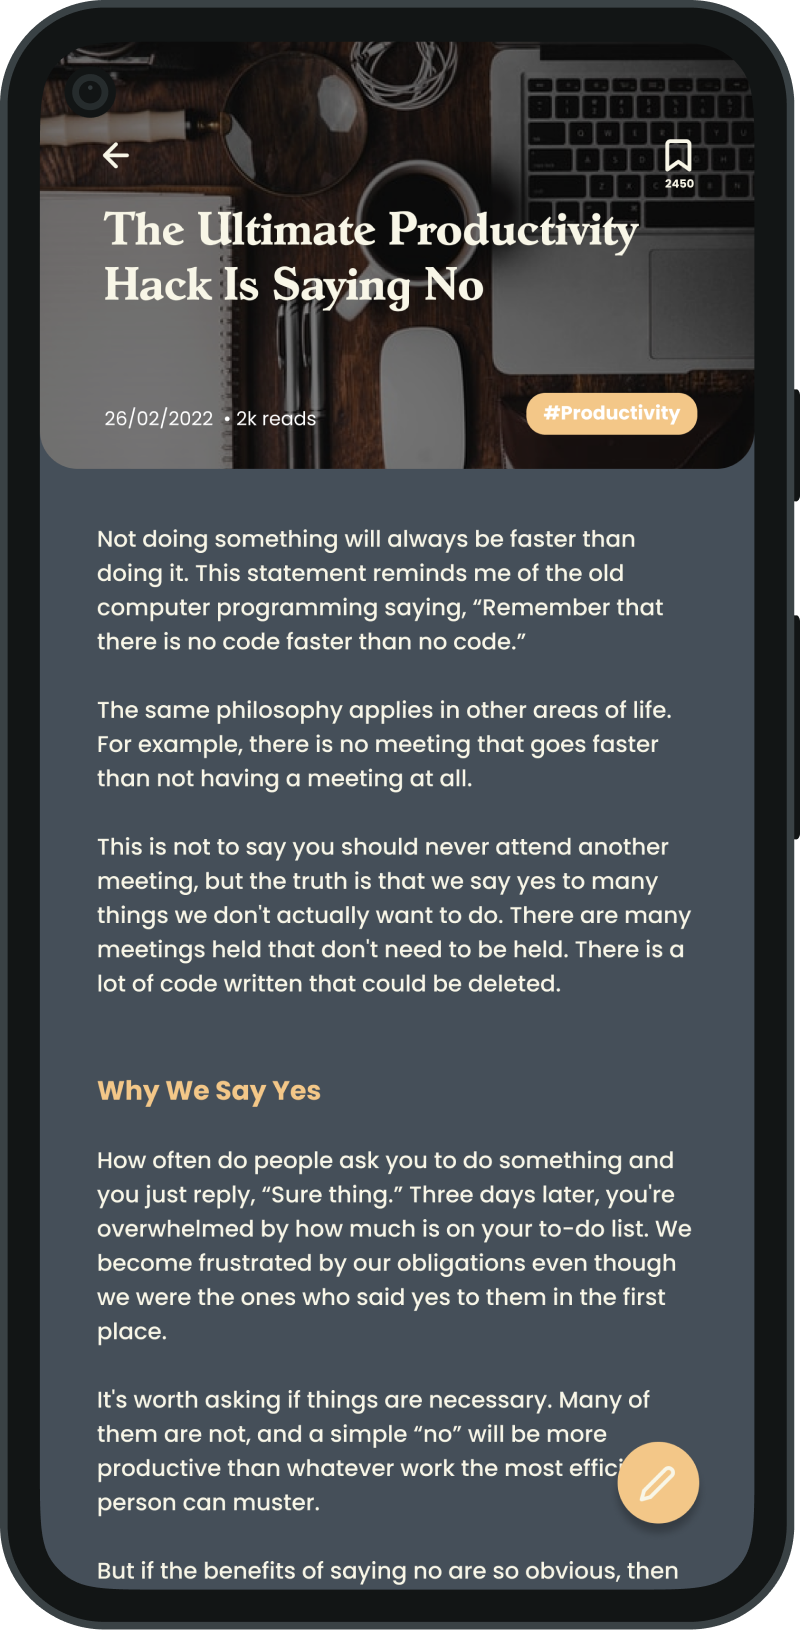 2450
The Ultimate Productivity
Hack Is Saying No
26/02/2022 • 2k reads
#Productivity
Not doing something will always be faster than
doing it. This statement reminds me of the old
computer programming saying, “Remember that
there is no code faster than no code.”
The same philosophy applies in other areas of life.
For example, there is no meeting that goes faster
than not having a meeting at all.
This is not to say you should never attend another
meeting, but the truth is that we say yes to many
things we don't actually want to do. There are many
meetings held that don't need to be held. There is a
lot of code written that could be deleted.
Why We Say Yes
How often do people ask you to do something and
you just reply, “Sure thing.” Three days later, you're
overwhelmed by how much is on your to-do list. We
become frustrated by our obligations even though
we were the ones who said yes to them in the first
place.
It's worth asking if things are necessary. Many of
them are not, and a simple “no” will be more
productive than whatever work the most
person can muster.
But if the benefits of saying no are so obvious, then